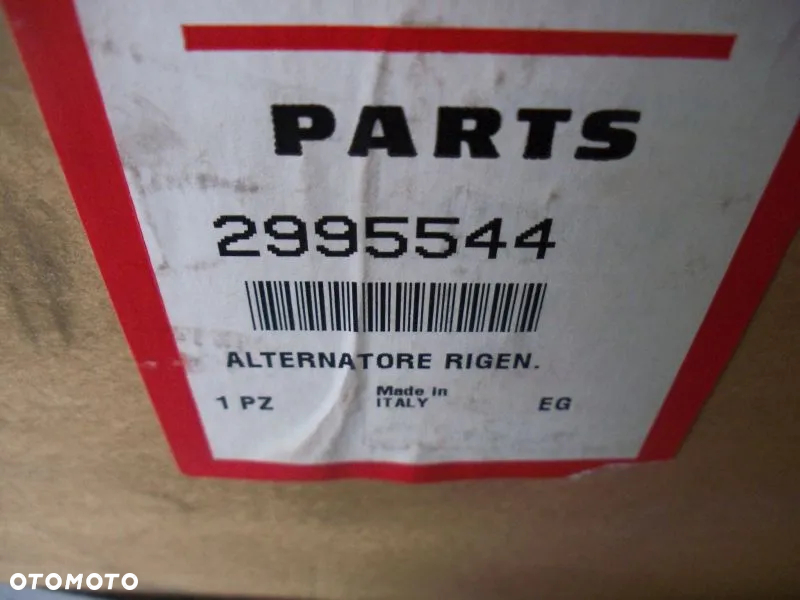 PARTS
2995544
ALTERNATORE RIGEN.
1 PZ
Made in
ITALY
EG
OTOMOTO